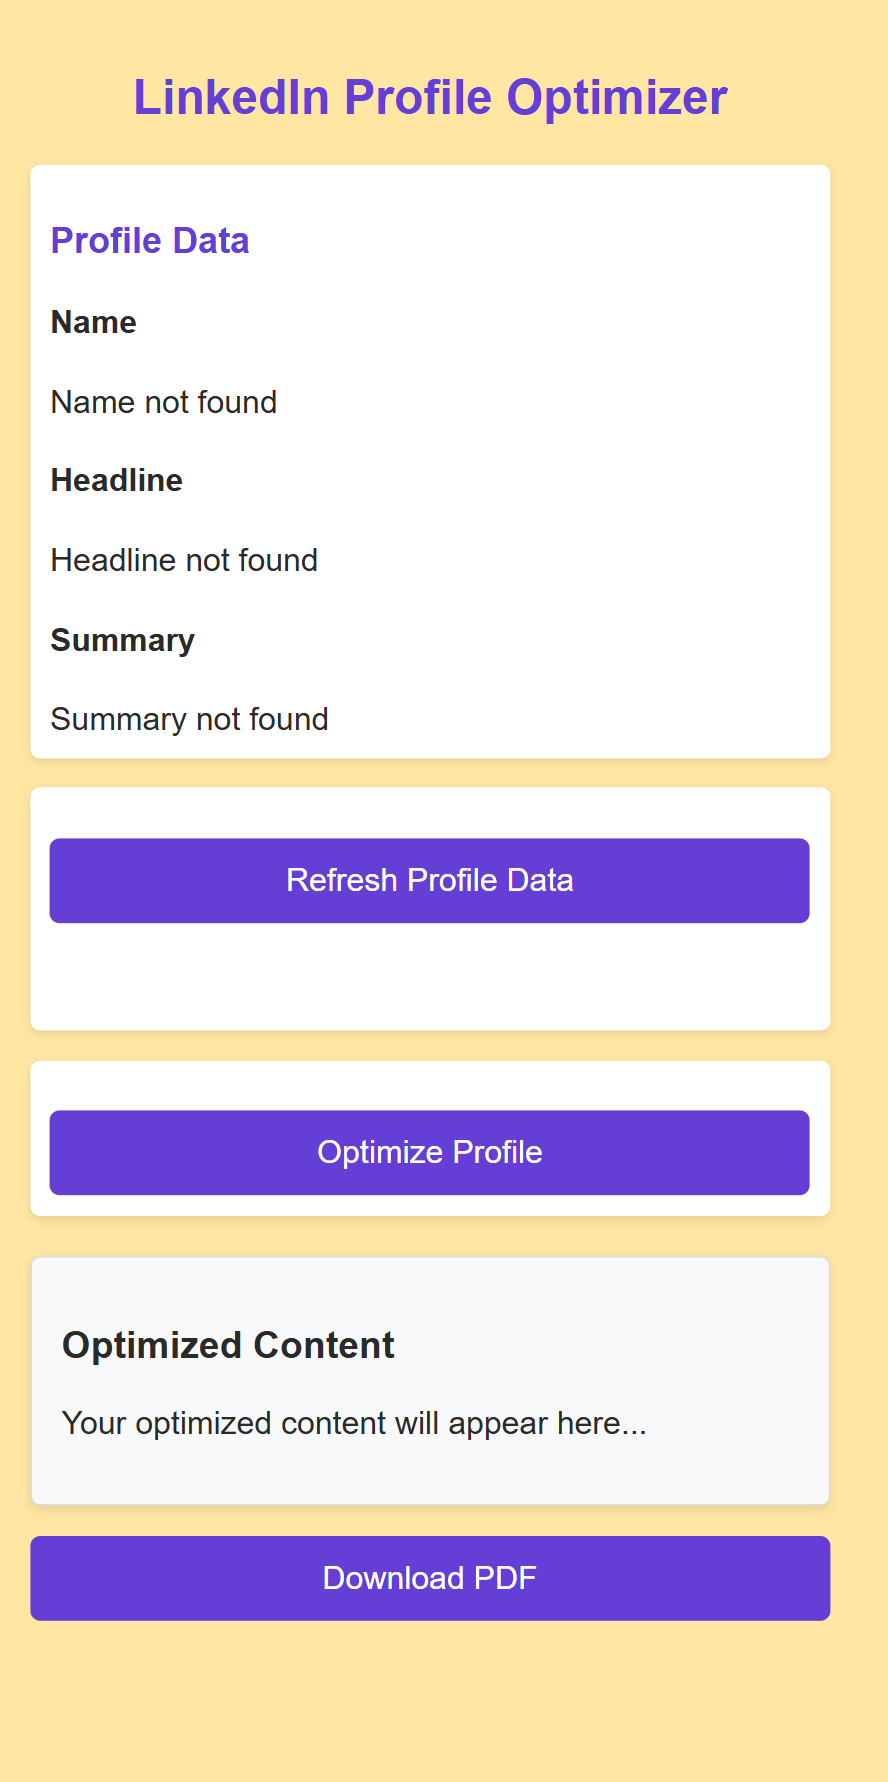 LinkedIn Profile Optimizer
Profile Data
Name
Name not found
Headline
Headline not found
Summary
Summary not found
Refresh Profile Data
Optimize Profile
Optimized Content
Your optimized content will appear here...
Download PDF